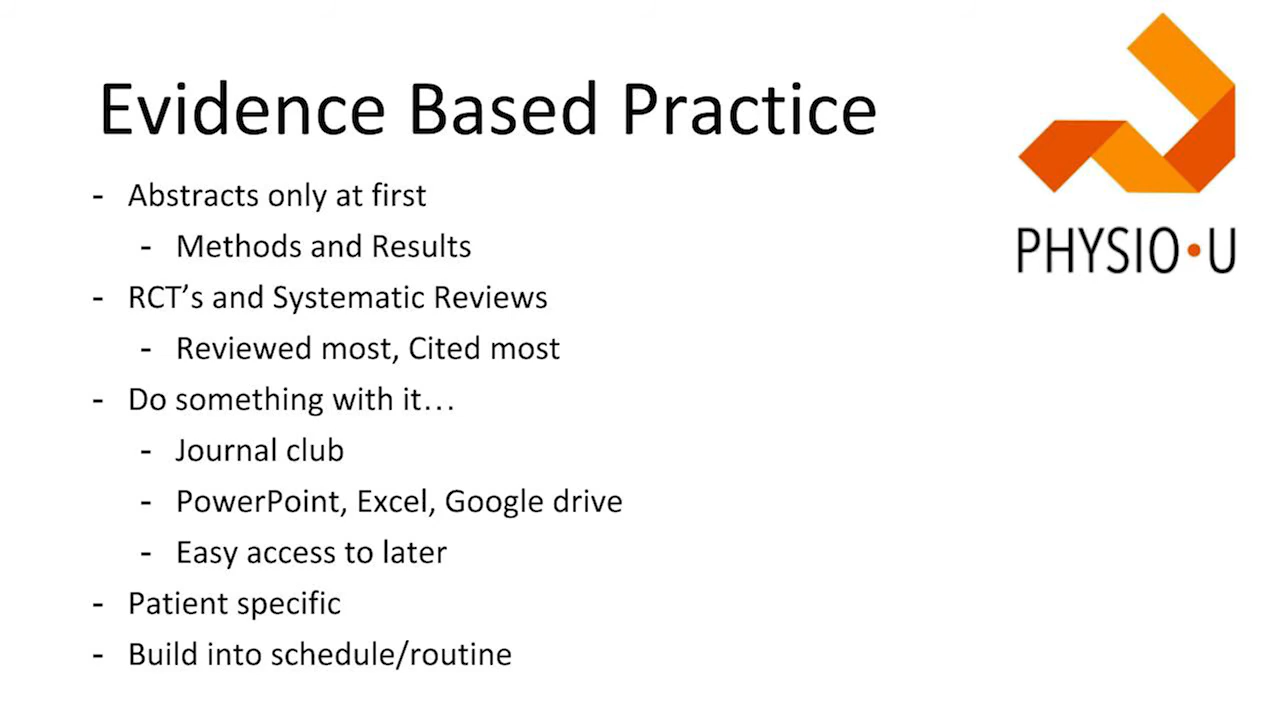 Evidence Based Practice
- Abstracts only at first
- Methods and Results
- RCT’s and Systematic Reviews
- Reviewed most, Cited most
- Do something with it…
- Journal club
- PowerPoint, Excel, Google drive
- Easy access to later
- Patient specific
- Build into schedule/routine
PHYSIO•U